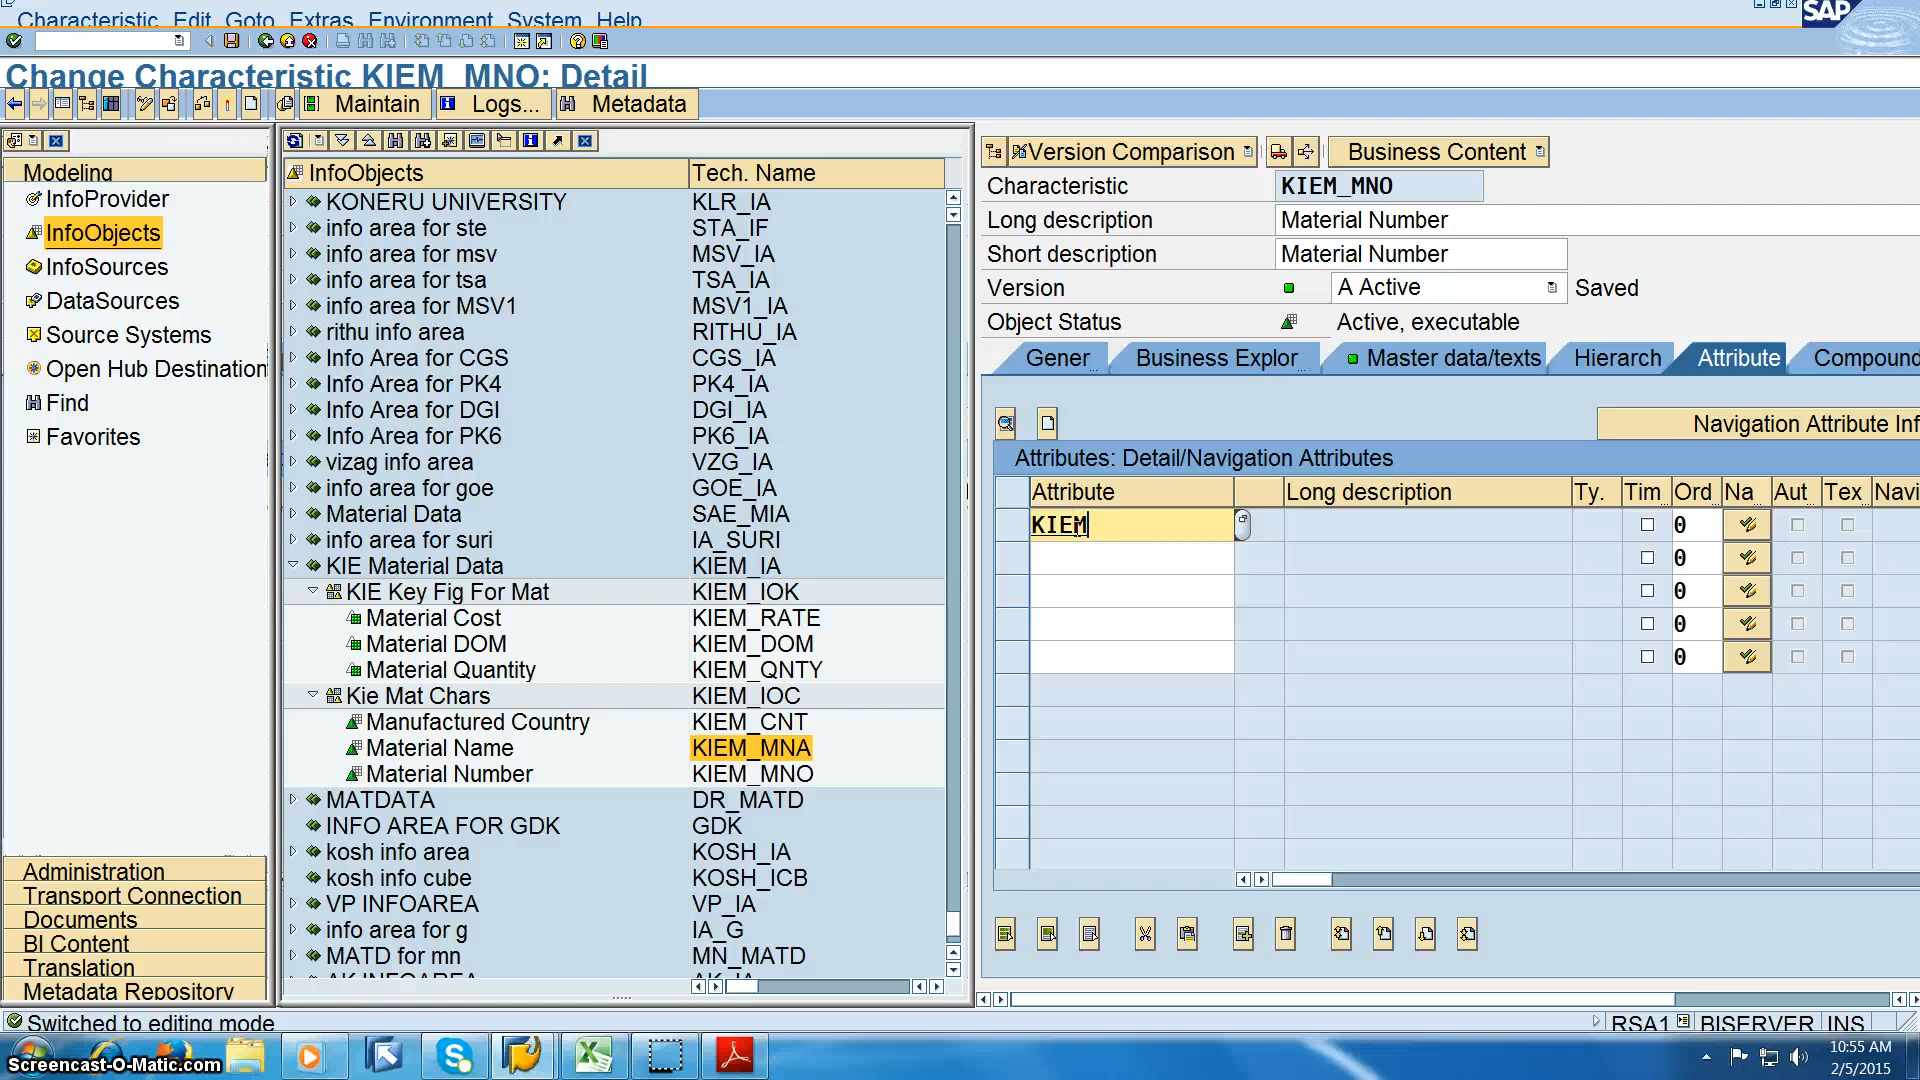 Characteristic Edit Goto Extras Environment System Help
SAP
Change Characteristic KIEM_MNO: Detail
Maintain
Logs...
Metadata
Modeling
InfoProvider
InfoObjects
InfoSources
DataSources
Source Systems
Open Hub Destination
Find
Favorites
Administration
Transport Connection
Documents
BI Content
Translation
Metadata Repository
InfoObjects Tech. Name
KONERU UNIVERSITY KLR_IA
info area for ste STA_IF
info area for msv MSV_IA
info area for tsa TSA_IA
info area for MSV1 MSV1_IA
rithu info area RITHU_IA
Info Area for CGS CGS_IA
Info Area for PK4 PK4_IA
Info Area for DGI DGI_IA
Info Area for PK6 PK6_IA
vizag info area VZG_IA
info area for goe GOE_IA
Material Data SAE_MIA
info area for suri IA_SURI
KIE Material Data KIEM_IA
KIE Key Fig For Mat KIEM_IOK
Material Cost KIEM_RATE
Material DOM KIEM_DOM
Material Quantity KIEM_QNTY
Kie Mat Chars KIEM_IOC
Manufactured Country KIEM_CNT
Material Name KIEM_MNA
Material Number KIEM_MNO
MATDATA DR_MATD
INFO AREA FOR GDK GDK
kosh info area KOSH_IA
kosh info cube KOSH_ICB
VP INFOAREA VP_IA
info area for g IA_G
MATD for mn MN_MATD
AK INFOAREA AK_IA
Version Comparison
Business Content
Characteristic KIEM_MNO
Long description Material Number
Short description Material Number
Version A Active Saved
Object Status Active, executable
Gener.. Business Explor... Master data/texts Hierarch.. Attribute Compound
Navigation Attribute Inf
Attributes: Detail/Navigation Attributes
Attribute Long description Ty. Tim.. Ord.. Na.. Aut.. Tex.. Navi
KIEM 0
0
0
0
0
Switched to editing mode
RSA1 BISERVER INS
Screencast-O-Matic.com
10:55 AM
2/5/2015